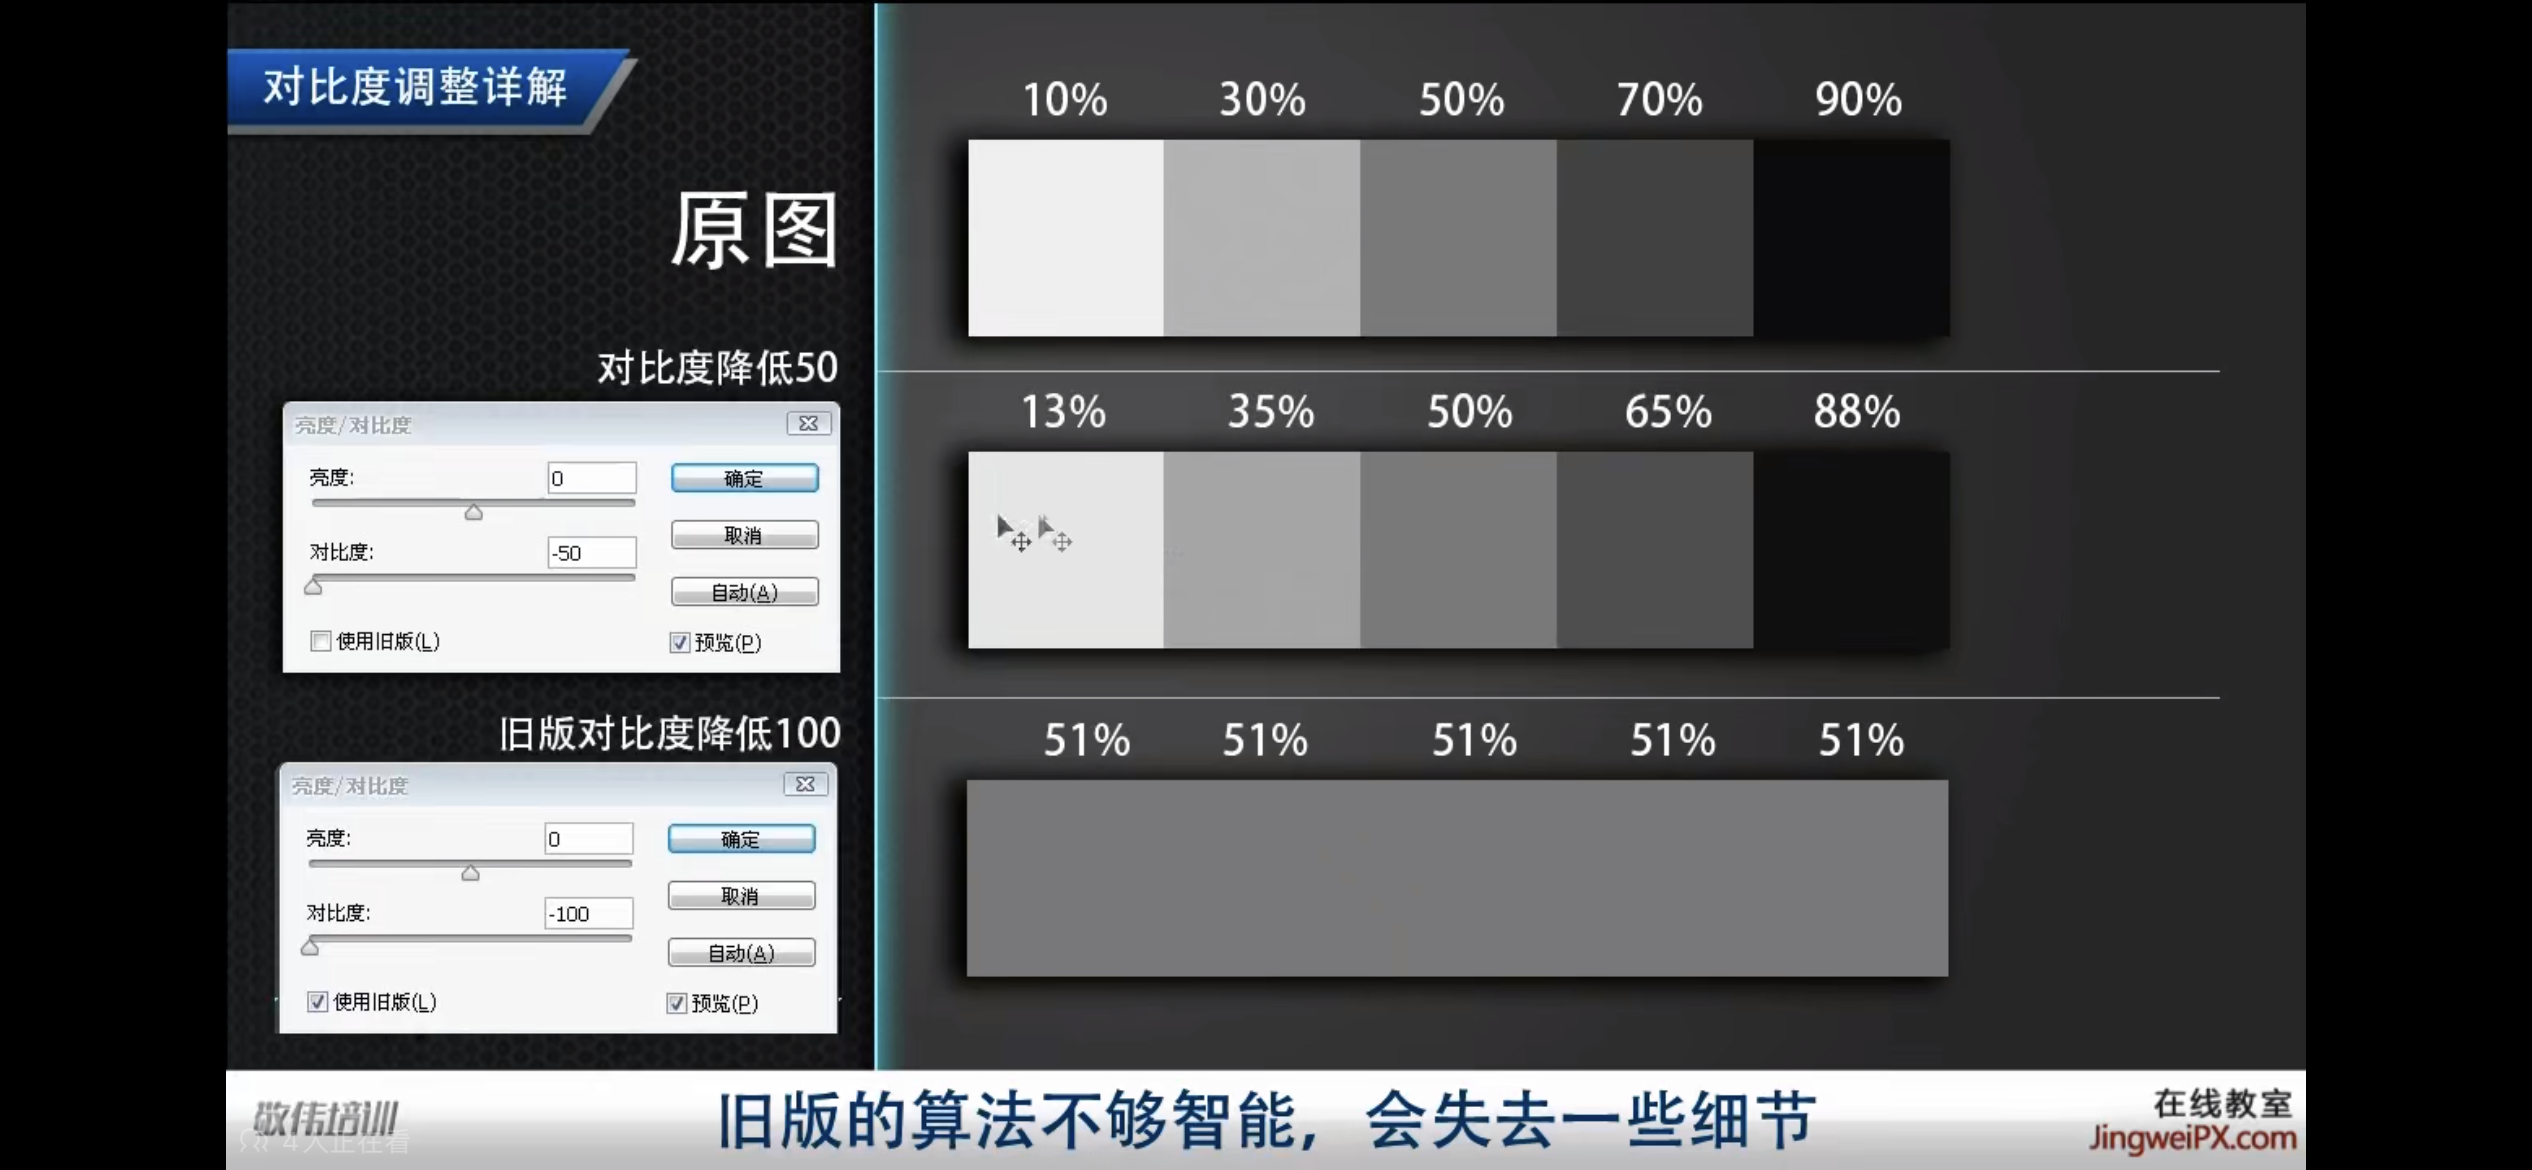 对比度调整详解
原图
10% 30% 50% 70% 90%
对比度降低50
亮度/对比度
亮度: 0
确定
对比度: -50
取消
自动(A)
使用旧版(L)
预览(P)
13% 35% 50% 65% 88%
旧版对比度降低100
亮度/对比度
亮度: 0
确定
对比度: -100
取消
自动(A)
使用旧版(L)
预览(P)
51% 51% 51% 51% 51%
敬伟培训
4人正在看
旧版的算法不够智能，会失去一些细节
在线教室
JingweiPX.com